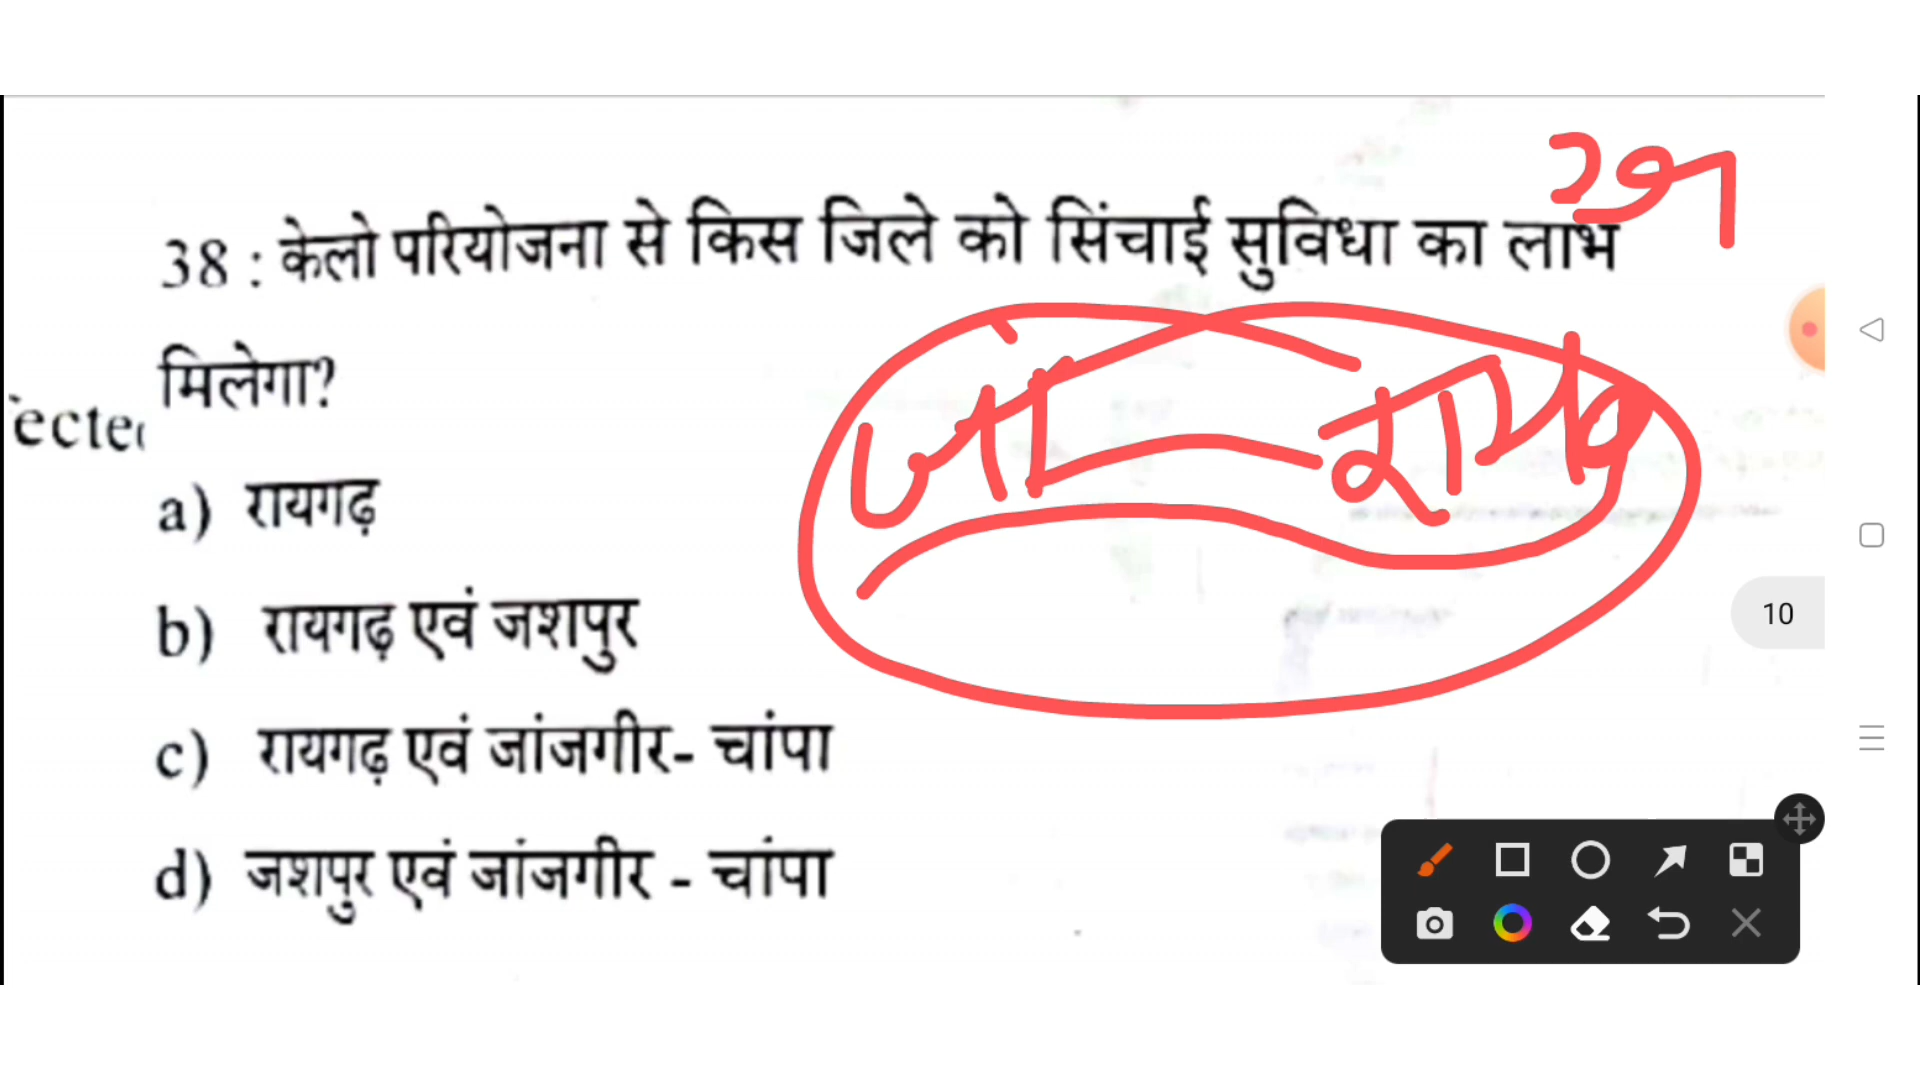 38 : केलो परियोजना से किस जिले को सिंचाई सुविधा का लाभ
मिलेगा?
ecte
a) रायगढ़
b) रायगढ़ एवं जशपुर
c) रायगढ़ एवं जांजगीर- चांपा
d) जशपुर एवं जांजगीर - चांपा
10